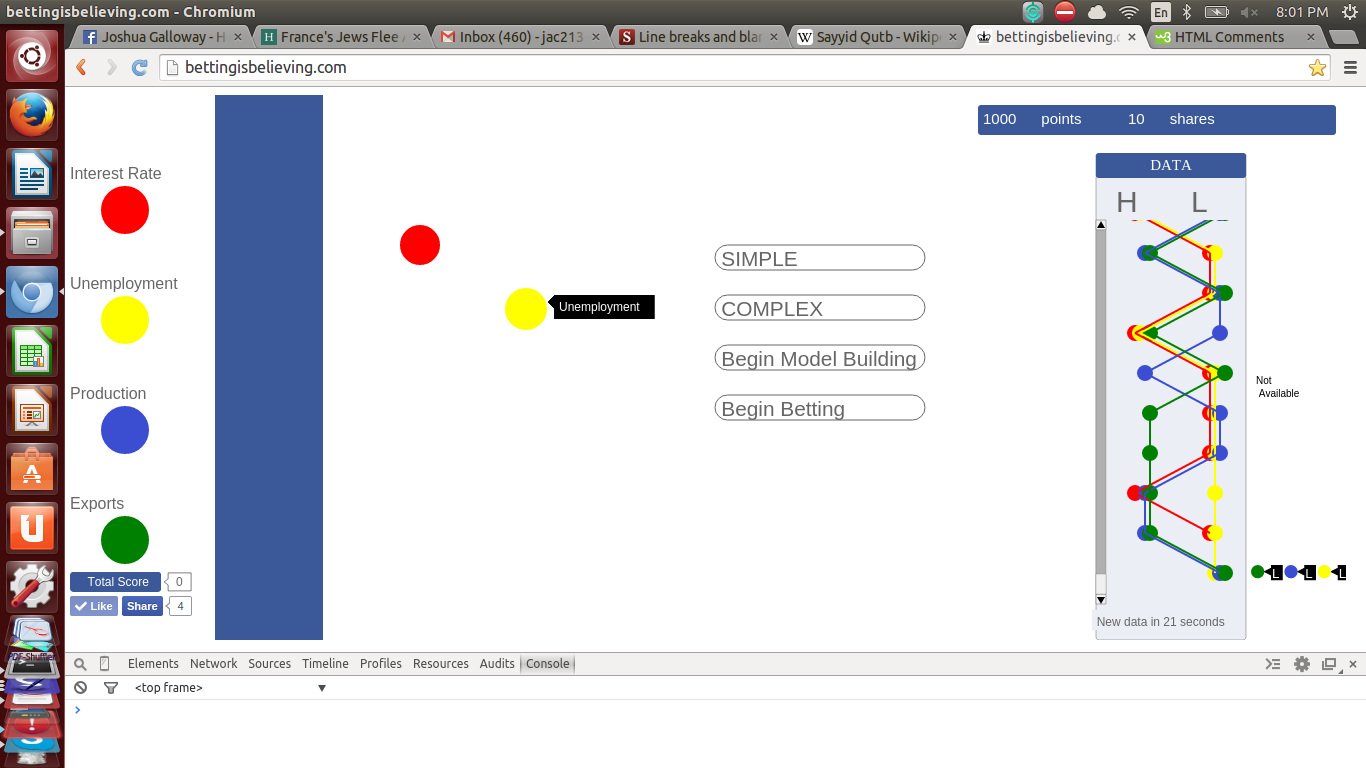 bettingisbelieving.com - Chromium
En
8:01 PM
Joshua Galloway - H
France's Jews Flee A
Inbox (460) - jac213
Line breaks and blan
Sayyid Qutb - Wikipe
bettingisbelieving.c
HTML Comments
bettingisbelieving.com
1000 points 10 shares
DATA
H L
Interest Rate
Unemployment
Production
Exports
Total Score 0
Like Share 4
Unemployment
SIMPLE
COMPLEX
Begin Model Building
Begin Betting
Not
Available
L L L
New data in 21 seconds
Elements Network Sources Timeline Profiles Resources Audits Console
<top frame>